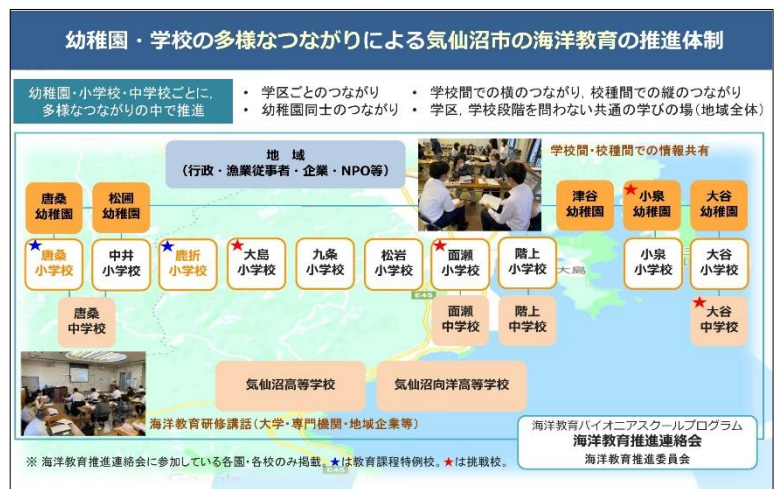 幼稚園・学校の多様なつながりによる気仙沼市の海洋教育の推進体制
幼稚園・小学校・中学校ごとに、
多様なつながりの中で推進
• 学区ごとのつながり
• 幼稚園同士のつながり
• 学校間での横のつながり,校種間での縦のつながり
• 学区,学校段階を問わない共通の学びの場(地域全体)
地 域
(行政・漁業従事者・企業・NPO等)
学校間・校種間での情報共有
唐桑
幼稚園
松圃
幼稚園
津谷
幼稚園
★小泉
幼稚園
大谷
幼稚園
★唐桑
小学校
中井
小学校
★鹿折
小学校
★大島
小学校
九条
小学校
松岩
小学校
★面瀬
小学校
階上
小学校
大島
小泉
小学校
大谷
小学校
E45
唐桑
中学校
面瀬
中学校
階上
中学校
★大谷
中学校
気仙沼高等学校
気仙沼向洋高等学校
海洋教育研修講話(大学・専門機関・地域企業等)
海洋教育パイオニアスクールプログラム
海洋教育推進連絡会
海洋教育推進委員会
※ 海洋教育推進連絡会に参加している各園・各校のみ掲載。★は教育課程特例校。★は挑戦校。
Google